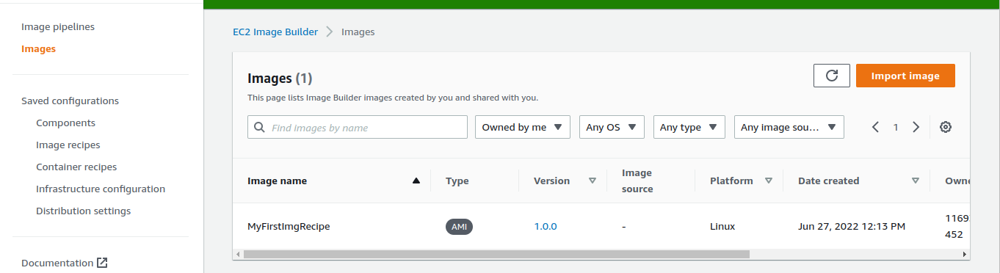 Image pipelines
Images
Saved configurations
Components
Image recipes
Container recipes
Infrastructure configuration
Distribution settings
Documentation
EC2 Image Builder
Images
Images (1)
Import image
This page lists Image Builder images created by you and shared with you.
Find images by name
Owned by me
Any OS
Any type
Any image sou...
1
Image name
Type
Version
Image
source
Platform
Date created
Owne
MyFirstImgRecipe
AMI
1.0.0
-
Linux
Jun 27, 2022 12:13 PM
1169
452